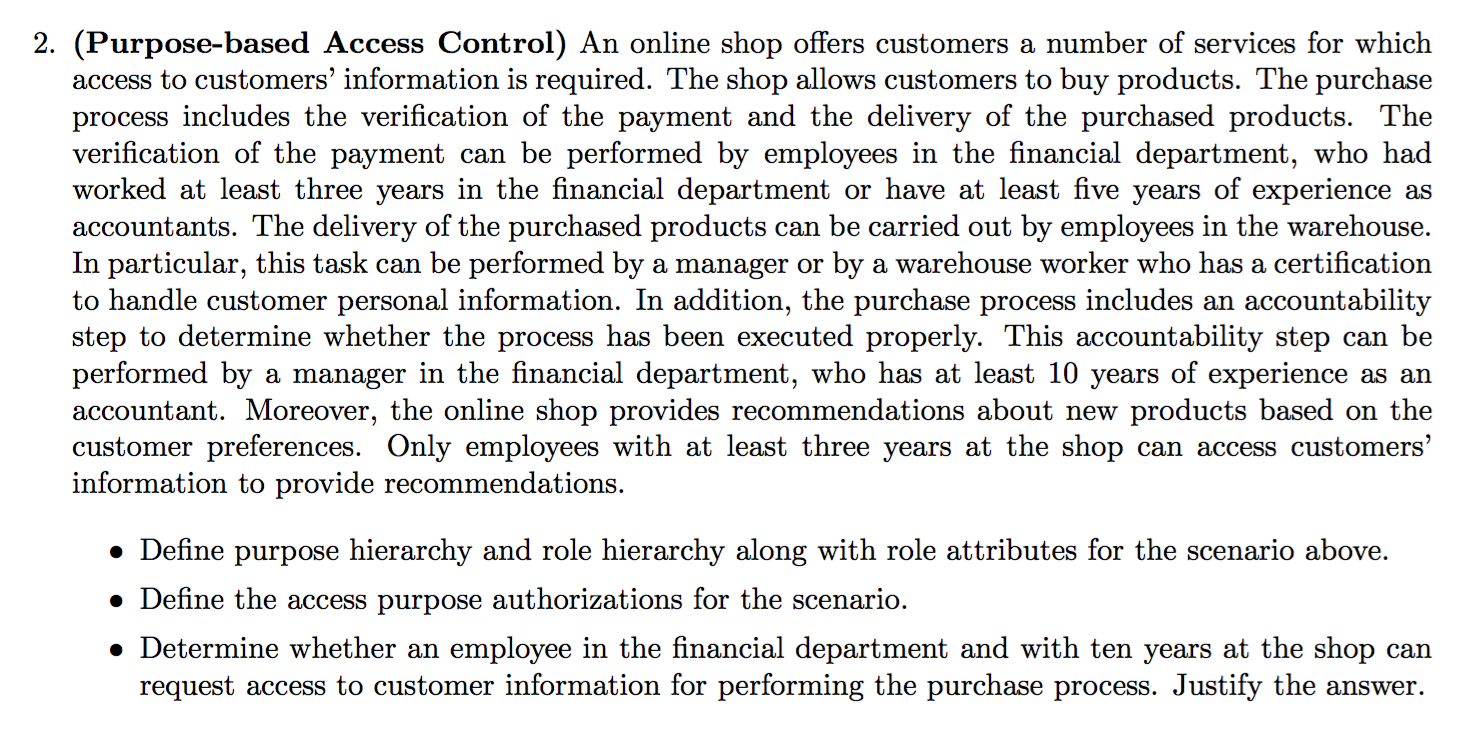 2. (Purpose-based Access Control) An online shop offers customers a number of services for which
access to customers' information is required. The shop allows customers to buy products. The purchase
process includes the verification of the payment and the delivery of the purchased products. The
verification of the payment can be performed by employees in the financial department, who had
worked at least three years in the financial department or have at least five years of experience as
accountants. The delivery of the purchased products can be carried out by employees in the warehouse.
In particular, this task can be performed by a manager or by a warehouse worker who has a certification
to handle customer personal information. In addition, the purchase process includes an accountability
step to determine whether the process has been executed properly. This accountability step can be
performed by a manager in the financial department, who has at least 10 years of experience as an
accountant. Moreover, the online shop provides recommendations about new products based on the
customer preferences. Only employees with at least three years at the shop can access customers'
information to provide recommendations.
• Define purpose hierarchy and role hierarchy along with role attributes for the scenario above.
• Define the access purpose authorizations for the scenario.
• Determine whether an employee in the financial department and with ten years at the shop can
request access to customer information for performing the purchase process. Justify the answer.